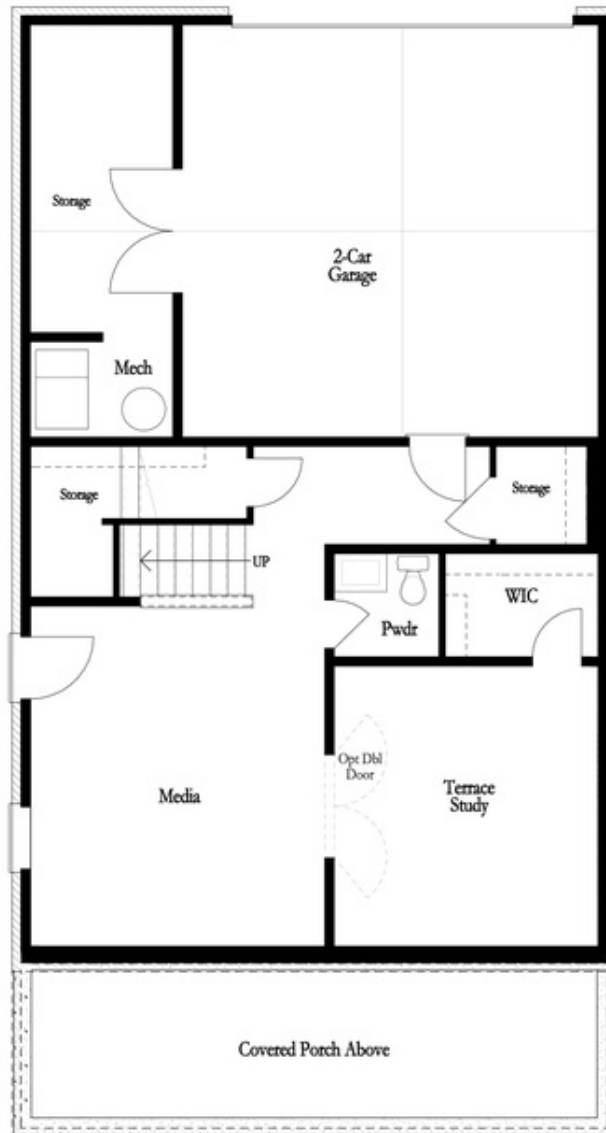 Storage
2-Car
Garage
Mech
Storage
Storage
UP
WIC
Pwdr
Opt Dbl
Door
Terrace
Study
Media
Covered Porch Above